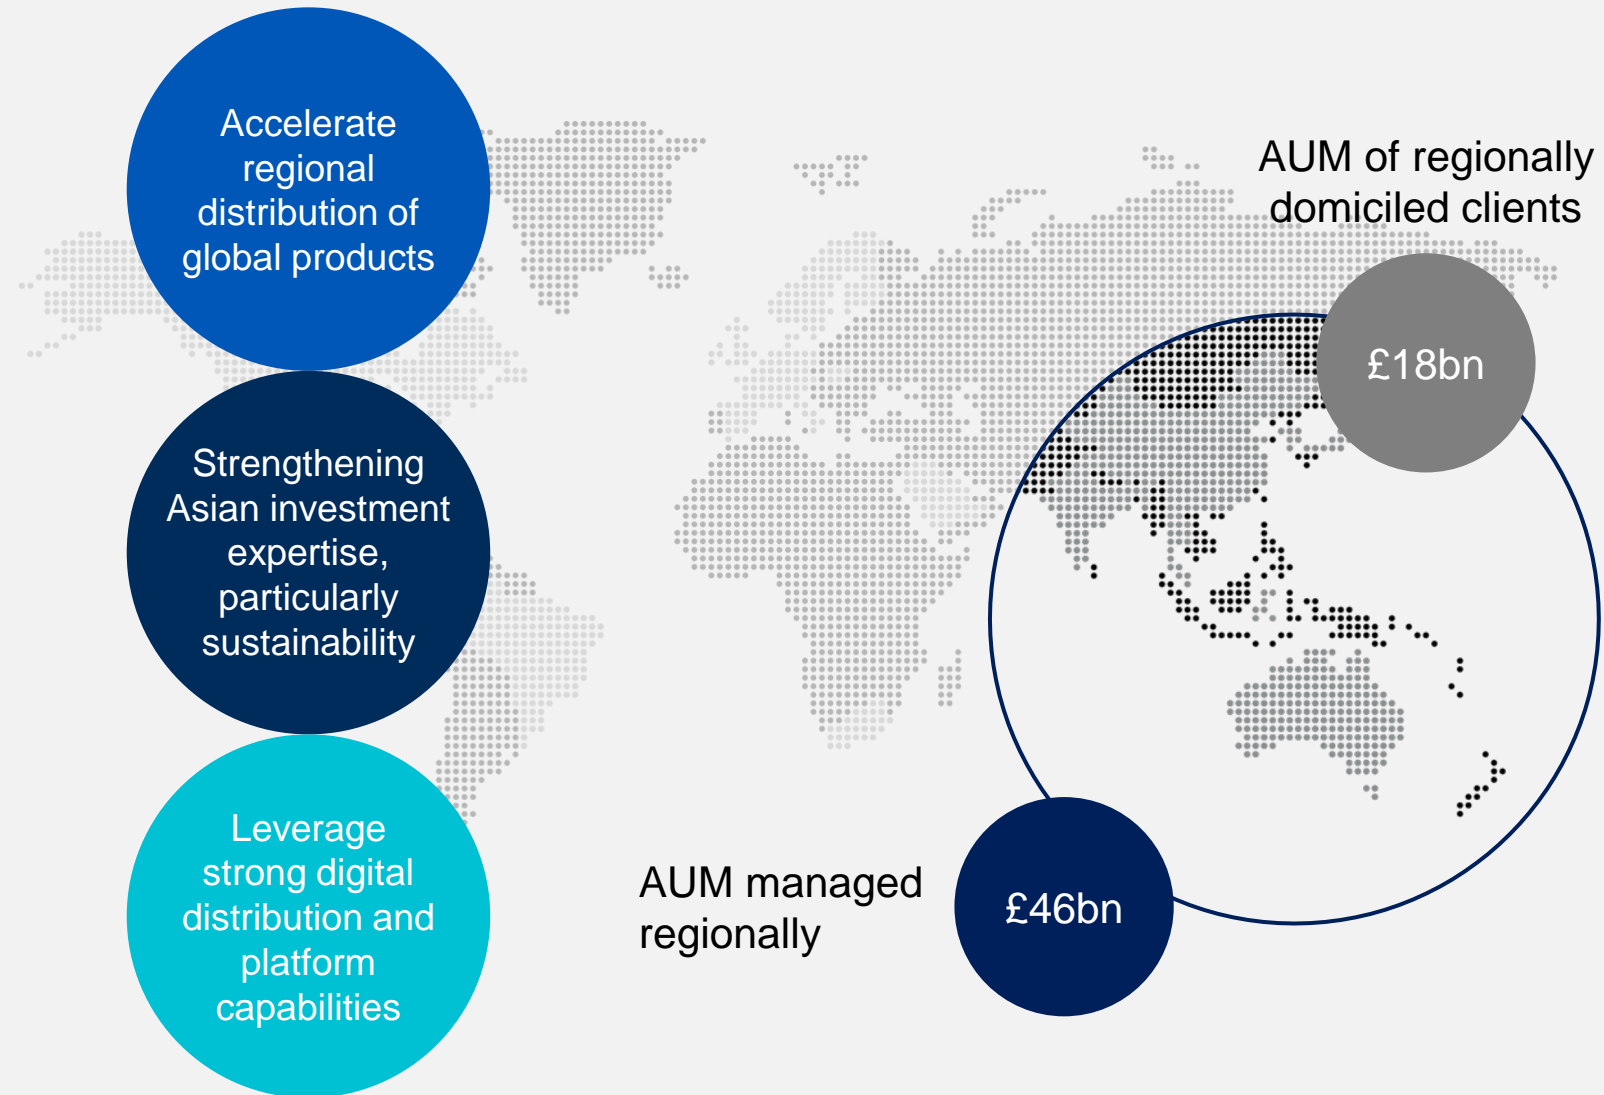 Accelerate
regional
distribution of
global products
Strengthening
Asian investment
expertise,
particularly
sustainability
Leverage
strong digital
distribution and
platform
capabilities
AUM of regionally
domiciled clients
£18bn
AUM managed
regionally
£46bn